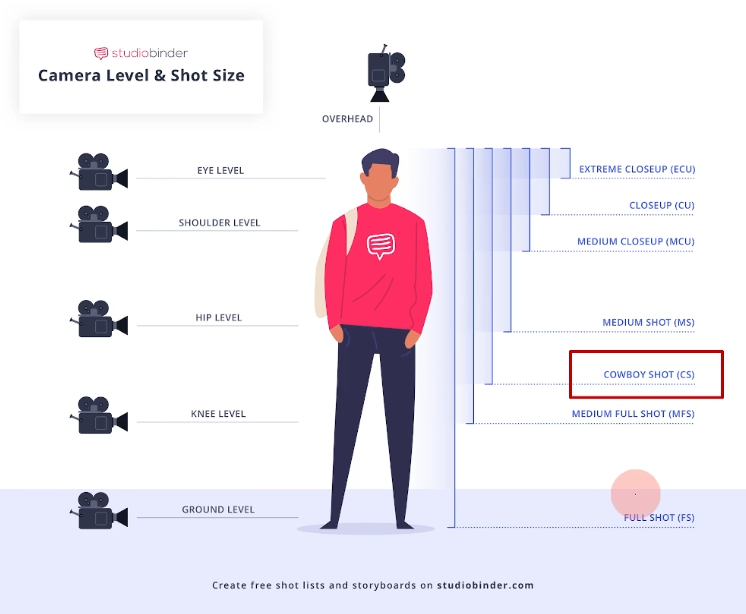 studiobinder
Camera Level & Shot Size
OVERHEAD
EYE LEVEL
SHOULDER LEVEL
HIP LEVEL
KNEE LEVEL
GROUND LEVEL
EXTREME CLOSEUP (ECU)
CLOSEUP (CU)
MEDIUM CLOSEUP (MCU)
MEDIUM SHOT (MS)
COWBOY SHOT (CS)
MEDIUM FULL SHOT (MFS)
FULL SHOT (FS)
Create free shot lists and storyboards on studiobinder.com